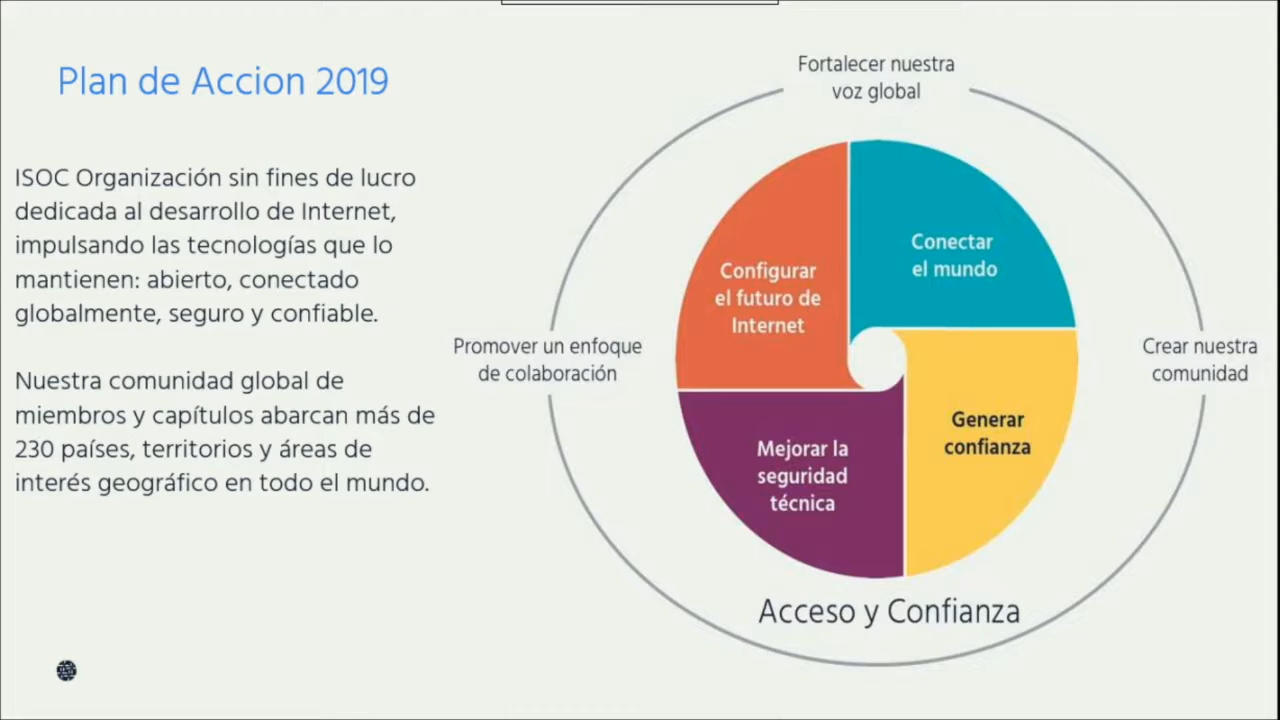 Plan de Accion 2019
ISOC Organización sin fines de lucro
dedicada al desarrollo de Internet,
impulsando las tecnologías que lo
mantienen: abierto, conectado
globalmente, seguro y confiable.
Nuestra comunidad global de
miembros y capítulos abarcan más de
230 países, territorios y áreas de
interés geográfico en todo el mundo.
Fortalecer nuestra
voz global
Conectar
el mundo
Configurar
el futuro de
Internet
Promover un enfoque
de colaboración
Crear nuestra
comunidad
Generar
confianza
Mejorar la
seguridad
técnica
Acceso y Confianza